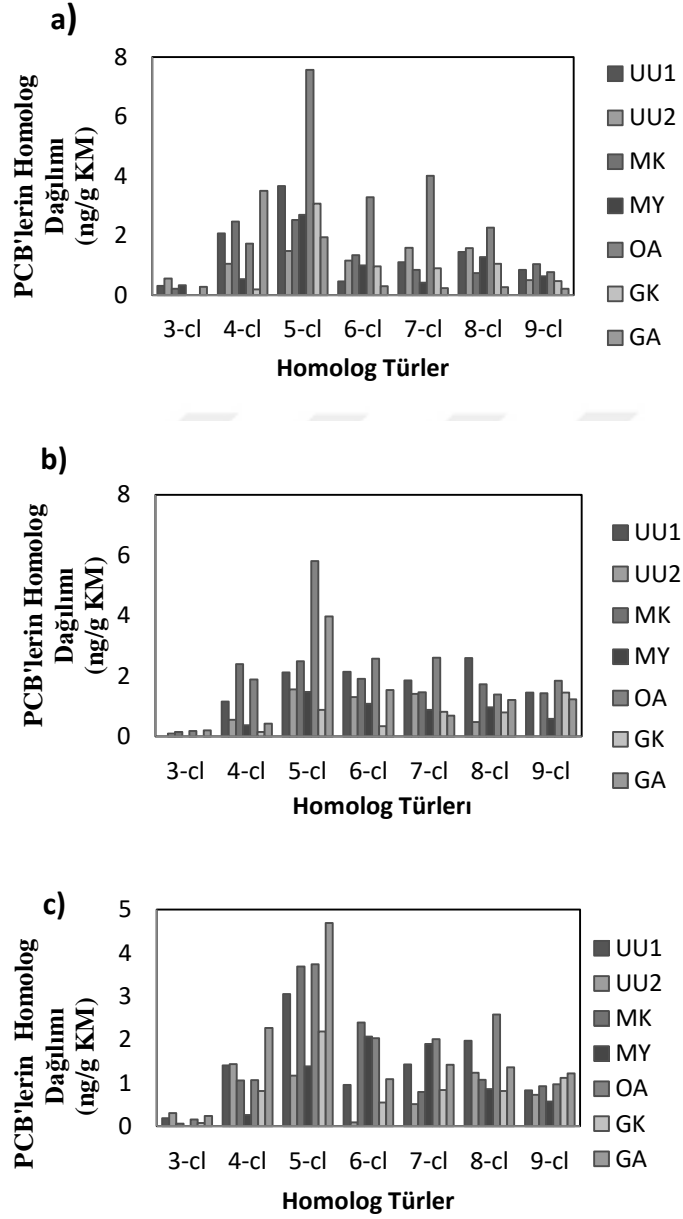 a)
PCB'lerin Homolog
Dağılımı
(ng/g KM)
8
6
4
2
0
3-cl 4-cl 5-cl 6-cl 7-cl 8-cl 9-cl
Homolog Türler
UU1
UU2
MK
MY
OA
GK
GA
b)
PCB'lerin Homolog
Dağılımı
(ng/g KM)
8
6
4
2
0
3-cl 4-cl 5-cl 6-cl 7-cl 8-cl 9-cl
Homolog Türlerı
UU1
UU2
MK
MY
OA
GK
GA
c)
PCB'lerin Homolog
Dağılımı
(ng/g KM)
5
4
3
2
1
0
3-cl 4-cl 5-cl 6-cl 7-cl 8-cl 9-cl
Homolog Türler
UU1
UU2
MK
MY
OA
GK
GA